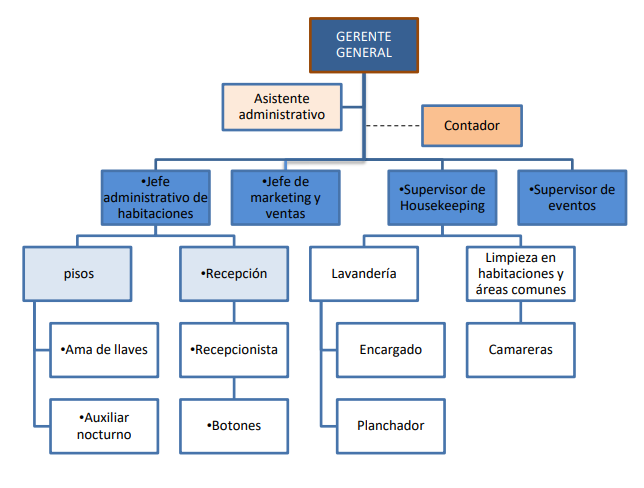 GERENTE
GENERAL
Asistente
administrativo
Contador
•Jefe
administrativo de
habitaciones
•Jefe de
marketing y
ventas
•Supervisor de
Housekeeping
•Supervisor de
eventos
pisos
•Recepción
Lavandería
Limpieza en
habitaciones y
áreas comunes
•Ama de llaves
•Recepcionista
Encargado
Camareras
•Auxiliar
nocturno
•Botones
Planchador